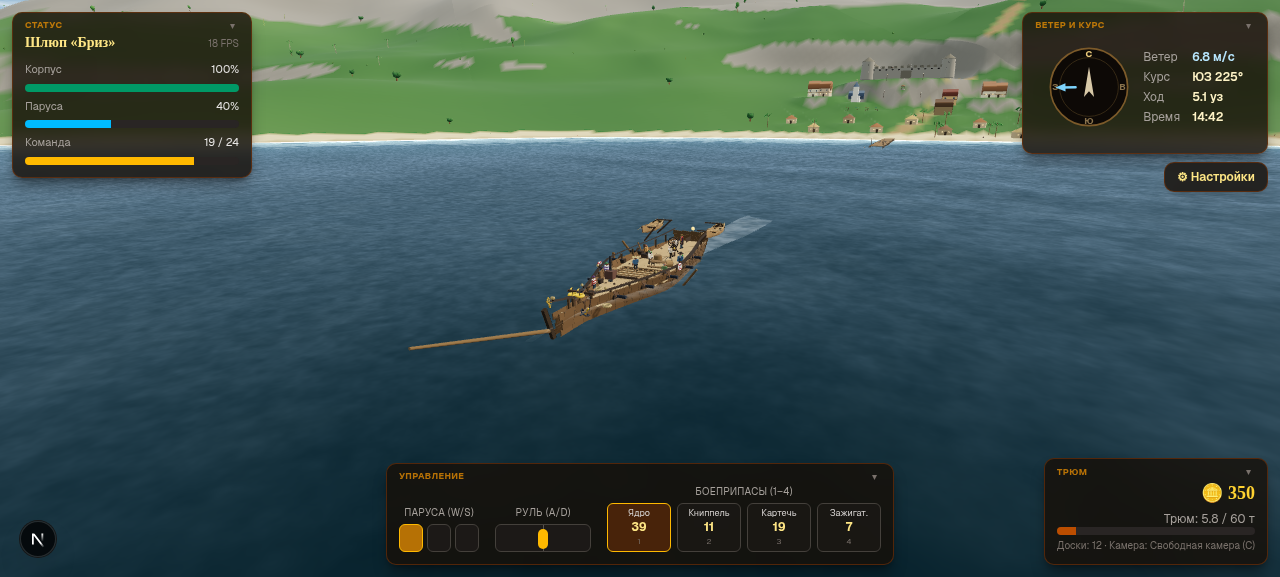 СТАТУС
Шлюп «Бриз» 18 FPS
Корпус 100%
Паруса 40%
Команда 19 / 24
ВЕТЕР И КУРС
С
З В
Ю
Ветер 6.8 м/с
Курс ЮЗ 225°
Ход 5.1 уз
Время 14:42
⚙ Настройки
УПРАВЛЕНИЕ
ПАРУСА (W/S)
РУЛЬ (A/D)
БОЕПРИПАСЫ (1–4)
Ядро
39
1
Книппель
11
2
Картечь
19
3
Зажигат.
7
4
ТРЮМ
350
Трюм: 5.8 / 60 т
Доски: 12 · Камера: Свободная камера (C)
N